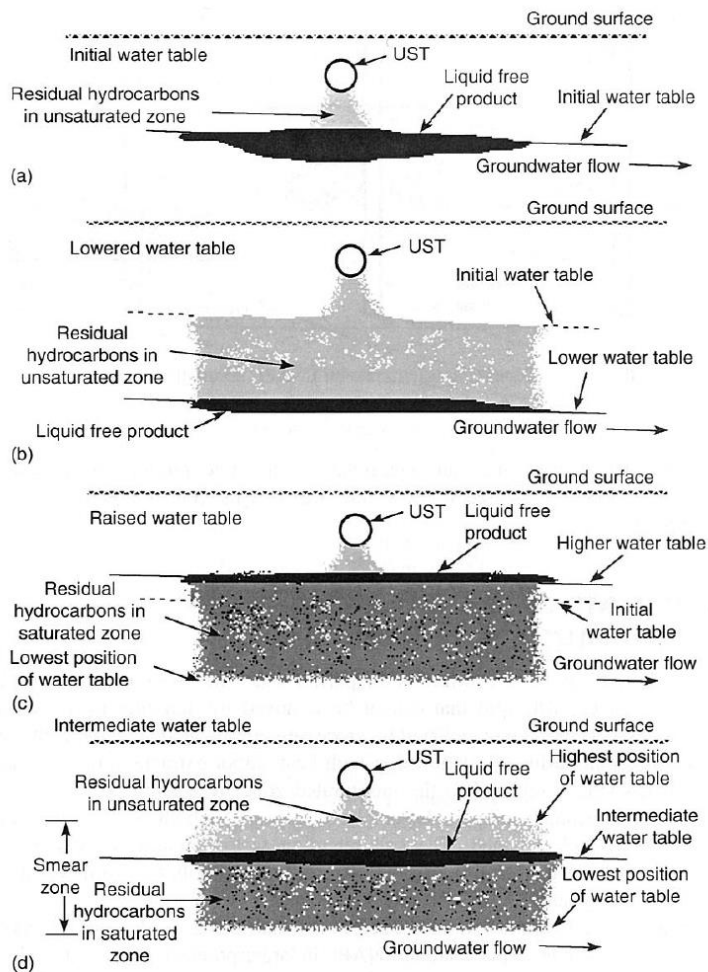 Ground surface
Initial water table
UST
Liquid free
product
Residual hydrocarbons
in unsaturated zone
Initial water table
Groundwater flow
(a)
Ground surface
Lowered water table
UST
Initial water table
Residual
hydrocarbons in
unsaturated zone
Lower water table
Liquid free product
Groundwater flow
(b)
Ground surface
Raised water table
UST
Liquid free
product
Higher water table
Residual
hydrocarbons in
saturated zone
Initial
water table
Lowest position
of water table
Groundwater flow
(c)
Intermediate water table
Ground surface
UST
Residual hydrocarbons
in unsaturated zone
Liquid free
product
Highest position
of water table
Intermediate
water table
Smear
zone
Residual
hydrocarbons in
saturated zone
Lowest position
of water table
Groundwater flow
(d)